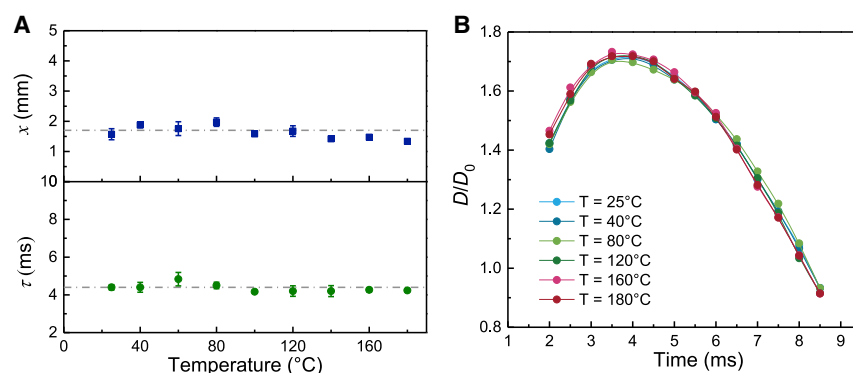 A
5
4
3
2
1
x (mm)
10
8
6
4
2
τ (ms)
0 40 80 120 160
Temperature (°C)
B
1.8
1.6
1.4
1.2
1.0
0.8
D/D0
T = 25°C
T = 40°C
T = 80°C
T = 120°C
T = 160°C
T = 180°C
1 2 3 4 5 6 7 8 9
Time (ms)